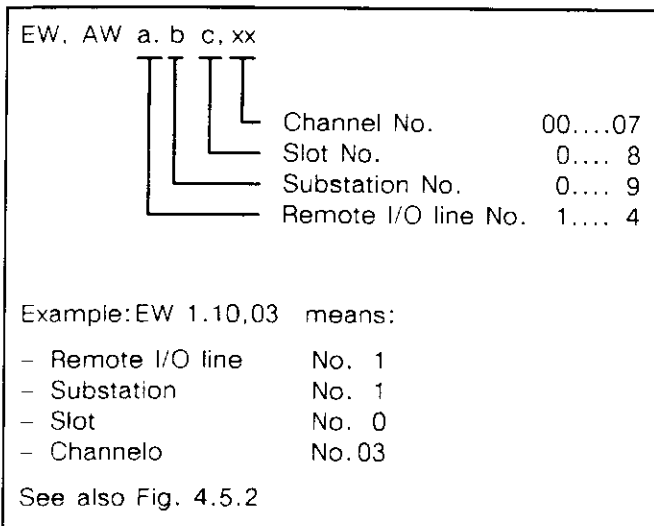 EW, AW a. b c, xx
Channel No. 00....07
Slot No. 0.... 8
Substation No. 0.... 9
Remote I/O line No. 1.... 4
Example:EW 1.10,03 means:
– Remote I/O line No. 1
– Substation No. 1
– Slot No. 0
– Channelo No.03
See also Fig. 4.5.2